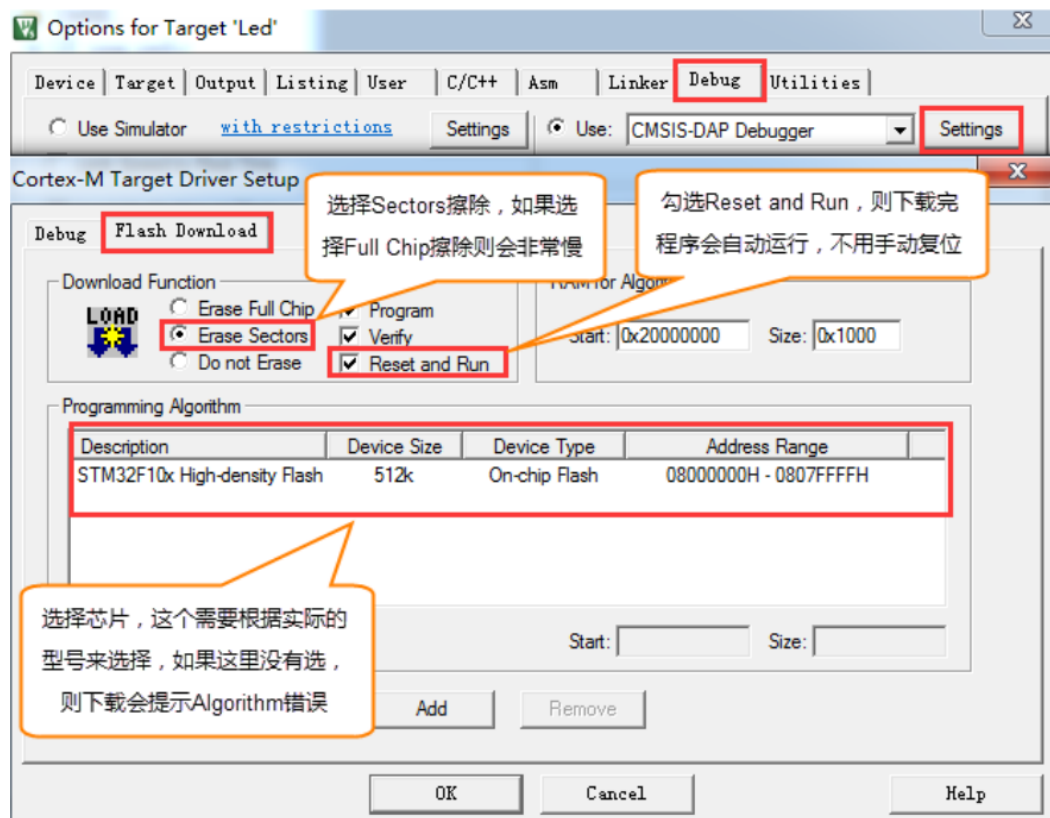 Options for Target 'Led'
Device Target Output Listing User C/C++ Asm Linker Debug Utilities
Use Simulator with restrictions Settings Use: CMSIS-DAP Debugger Settings
Cortex-M Target Driver Setup
选择Sectors擦除，如果选
择Full Chip擦除则会非常慢
勾选Reset and Run，则下载完
程序会自动运行，不用手动复位
Debug Flash Download
Download Function
LOAD
Erase Full Chip
Erase Sectors
Do not Erase
Program
Verify
Reset and Run
RAM for
Start: 0x20000000 Size: 0x1000
Programming Algorithm
Description Device Size Device Type Address Range
STM32F10x High-density Flash 512k On-chip Flash 08000000H - 0807FFFFH
选择芯片，这个需要根据实际的
型号来选择，如果这里没有选，
则下载会提示Algorithm错误
Start: Size:
Add Remove
OK Cancel Help